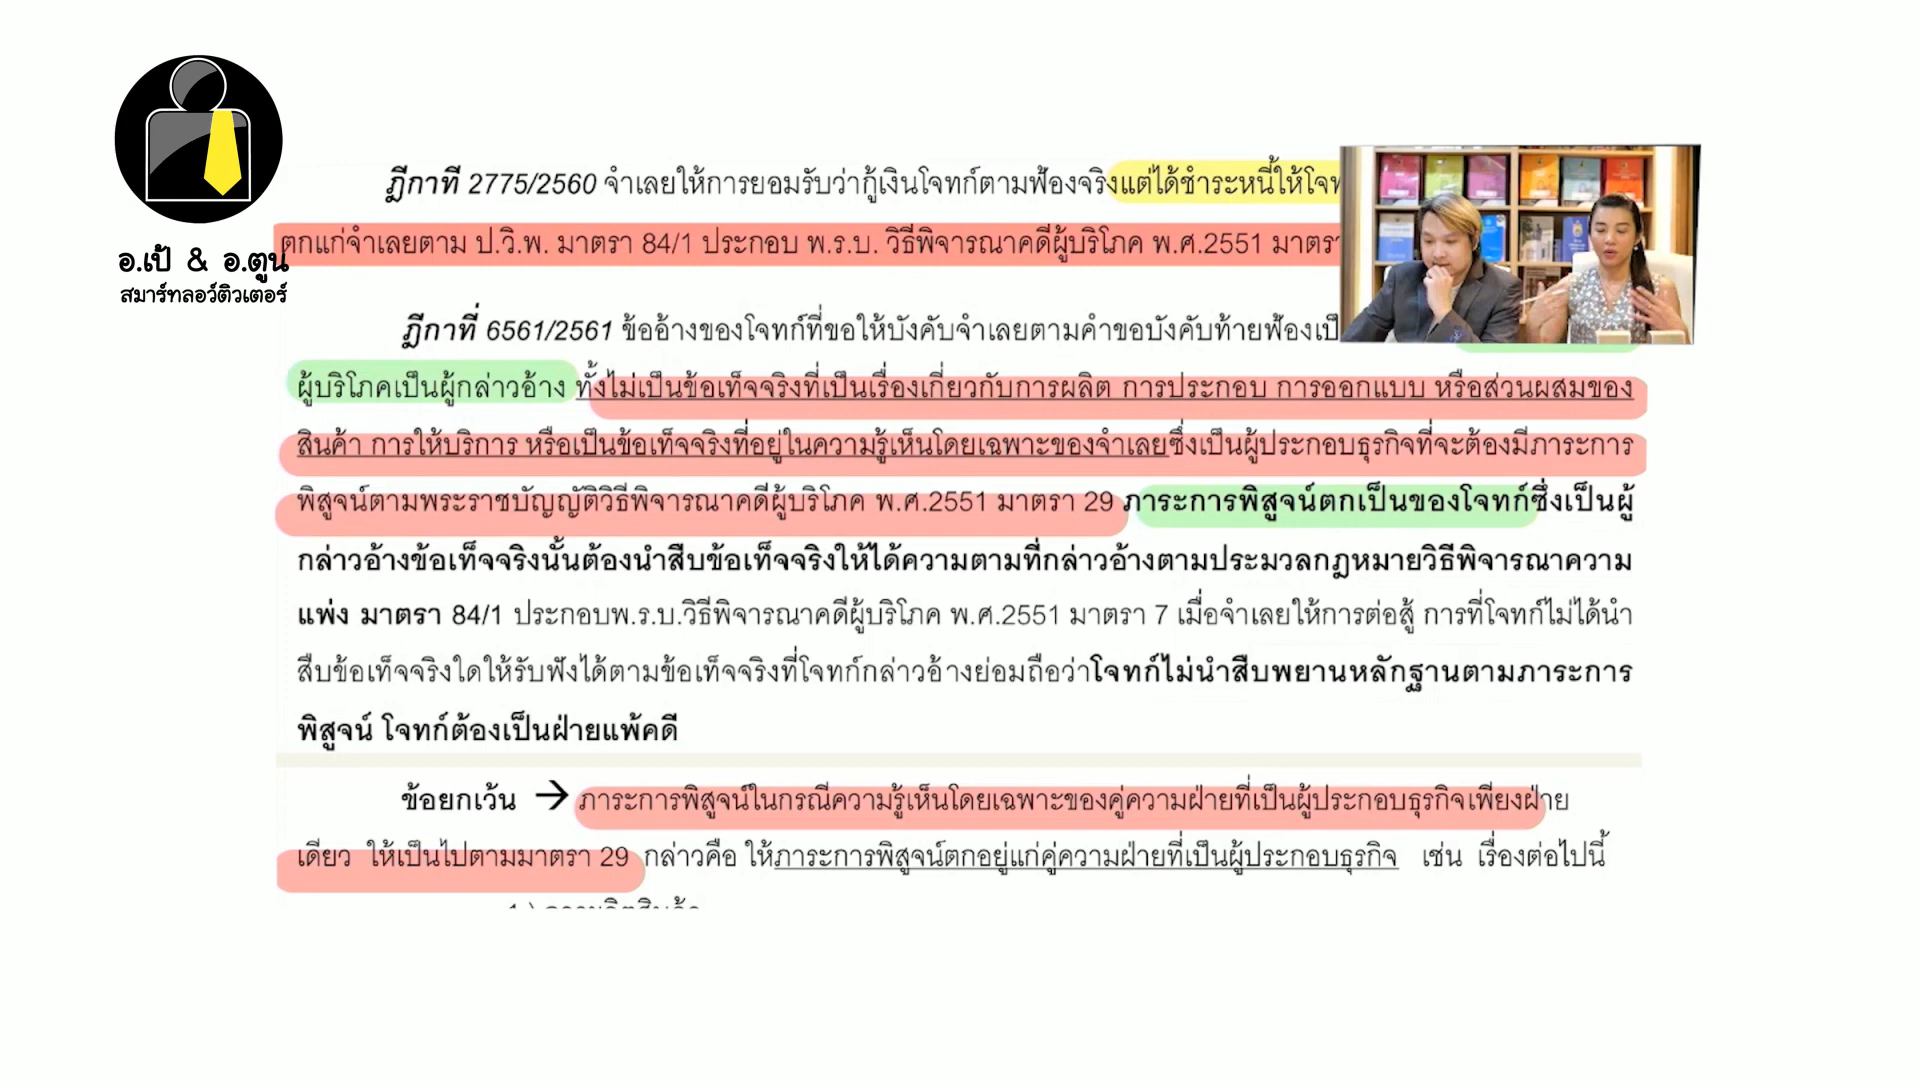 อ.เป้ & อ.ตูน
สมาร์ทลอว์ติวเตอร์
ฎีกาที่ 2775/2560 จำเลยให้การยอมรับว่ากู้เงินโจทก์ตามฟ้องจริงแต่ได้ชำระหนี้ให้โจท
ตกแก่จำเลยตาม ป.วิ.พ. มาตรา 84/1 ประกอบ พ.ร.บ. วิธีพิจารณาคดีผู้บริโภค พ.ศ.2551 มาตรา
ฎีกาที่ 6561/2561 ข้ออ้างของโจทก์ที่ขอให้บังคับจำเลยตามคำขอบังคับท้ายฟ้องเป็
ผู้บริโภคเป็นผู้กล่าวอ้าง ทั้งไม่เป็นข้อเท็จจริงที่เป็นเรื่องเกี่ยวกับการผลิต การประกอบ การออกแบบ หรือส่วนผสมของ
สินค้า การให้บริการ หรือเป็นข้อเท็จจริงที่อยู่ในความรู้เห็นโดยเฉพาะของจำเลยซึ่งเป็นผู้ประกอบธุรกิจที่จะต้องมีภาระการ
พิสูจน์ตามพระราชบัญญัติวิธีพิจารณาคดีผู้บริโภค พ.ศ.2551 มาตรา 29 ภาระการพิสูจน์ตกเป็นของโจทก์ซึ่งเป็นผู้
กล่าวอ้างข้อเท็จจริงนั้นต้องนำสืบข้อเท็จจริงให้ได้ความตามที่กล่าวอ้างตามประมวลกฎหมายวิธีพิจารณาความ
แพ่ง มาตรา 84/1 ประกอบพ.ร.บ.วิธีพิจารณาคดีผู้บริโภค พ.ศ.2551 มาตรา 7 เมื่อจำเลยให้การต่อสู้ การที่โจทก์ไม่ได้นำ
สืบข้อเท็จจริงใดให้รับฟังได้ตามข้อเท็จจริงที่โจทก์กล่าวอ้างย่อมถือว่าโจทก์ไม่นำสืบพยานหลักฐานตามภาระการ
พิสูจน์ โจทก์ต้องเป็นฝ่ายแพ้คดี
ข้อยกเว้น → ภาระการพิสูจน์ในกรณีความรู้เห็นโดยเฉพาะของคู่ความฝ่ายที่เป็นผู้ประกอบธุรกิจเพียงฝ่าย
เดียว ให้เป็นไปตามมาตรา 29 กล่าวคือ ให้ภาระการพิสูจน์ตกอยู่แก่คู่ความฝ่ายที่เป็นผู้ประกอบธุรกิจ เช่น เรื่องต่อไปนี้